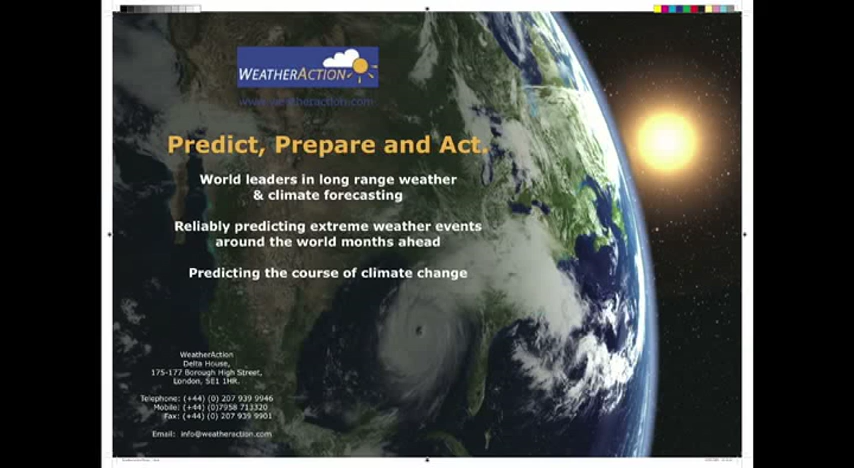 WEATHERACTION
www.weatheraction.com
Predict, Prepare and Act.
World leaders in long range weather
& climate forecasting
Reliably predicting extreme weather events
around the world months ahead
Predicting the course of climate change
WeatherAction
Delta House,
175-177 Borough High Street,
London, SE1 1HR.
Telephone: (+44) (0) 207 939 9946
Mobile: (+44) (0)7958 713320
Fax: (+44) (0) 207 939 9901
Email: info@weatheraction.com